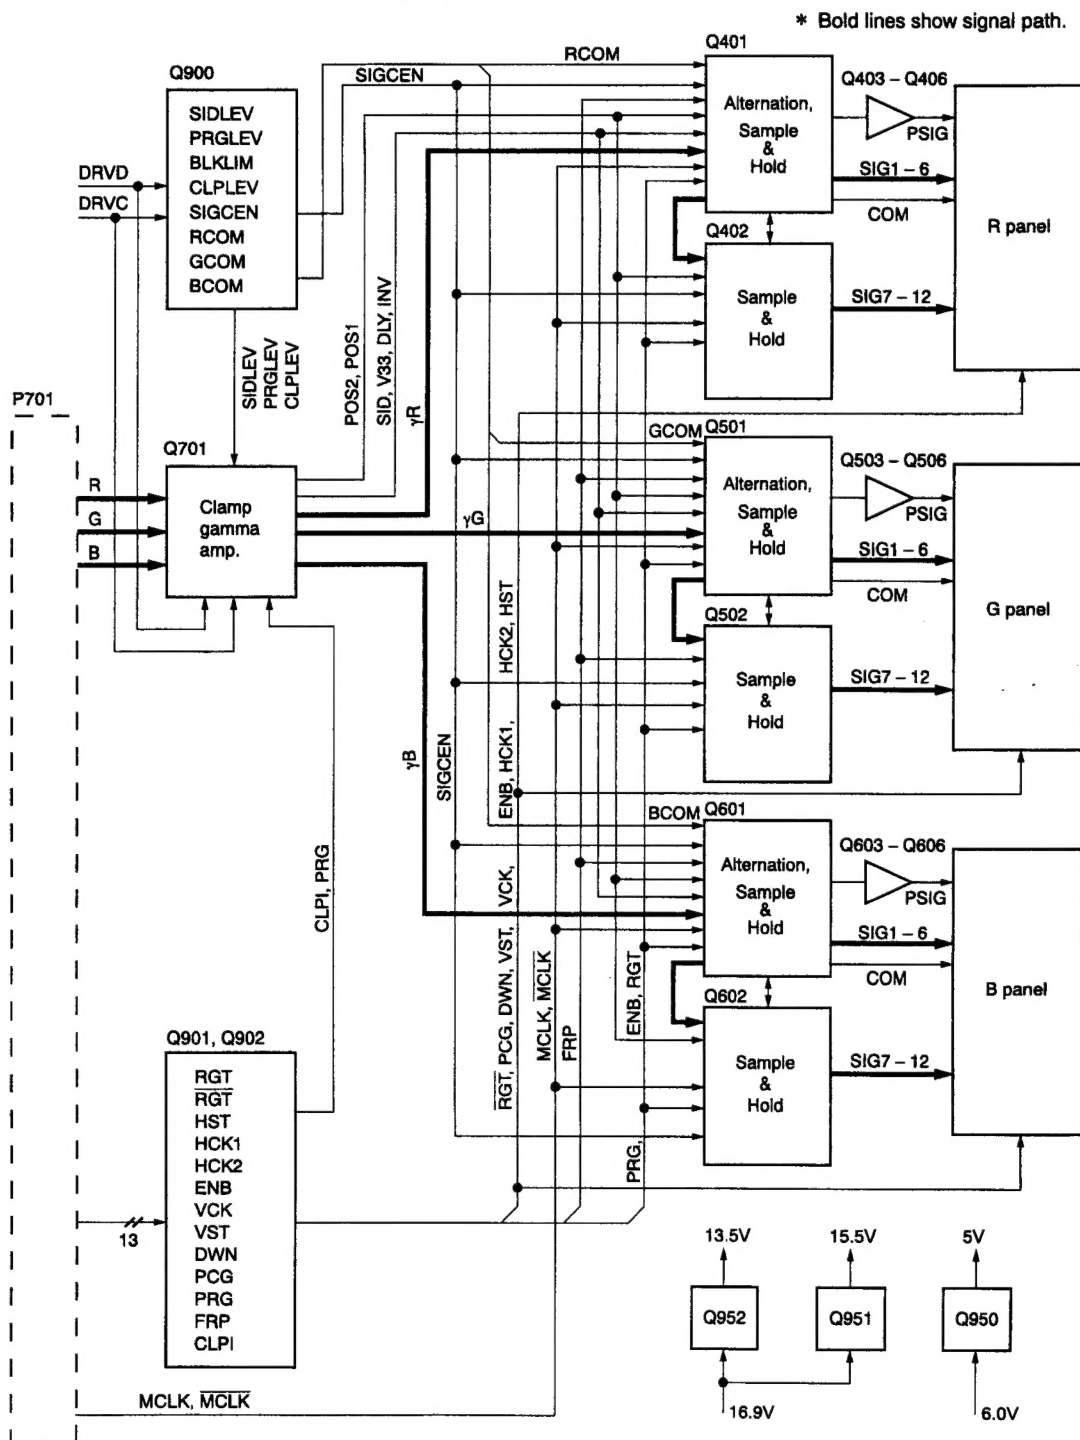 * Bold lines show signal path.
Q900
SIDLEV
PRGLEV
BLKLIM
CLPLEV
SIGCEN
RCOM
GCOM
BCOM
DRVD
DRVC
SIGCEN
RCOM
SIDLEV
PRGLEV
CLPLEV
POS2, POS1
SID, V33, DLY, INV
γR
P701
R
G
B
Q701
Clamp
gamma
amp.
γG
γB
SIGCEN
CLPI, PRG
Q401
Alternation,
Sample
&
Hold
Q403 – Q406
PSIG
SIG1 – 6
COM
R panel
Q402
Sample
&
Hold
SIG7 – 12
GCOM
Q501
Alternation,
Sample
&
Hold
Q503 – Q506
PSIG
SIG1 – 6
COM
G panel
Q502
Sample
&
Hold
SIG7 – 12
BCOM
Q601
Alternation,
Sample
&
Hold
Q603 – Q606
PSIG
SIG1 – 6
COM
B panel
Q602
Sample
&
Hold
SIG7 – 12
R̅G̅T̅, PCG, DWN, VST, VCK,
ENB, HCK1,
HCK2, HST
MCLK, M̅C̅L̅K̅
FRP
PRG,
ENB, RGT
Q901, Q902
RGT
R̅G̅T̅
HST
HCK1
HCK2
ENB
VCK
VST
DWN
PCG
PRG
FRP
CLPI
13
MCLK, M̅C̅L̅K̅
13.5V
15.5V
5V
Q952
Q951
Q950
16.9V
6.0V